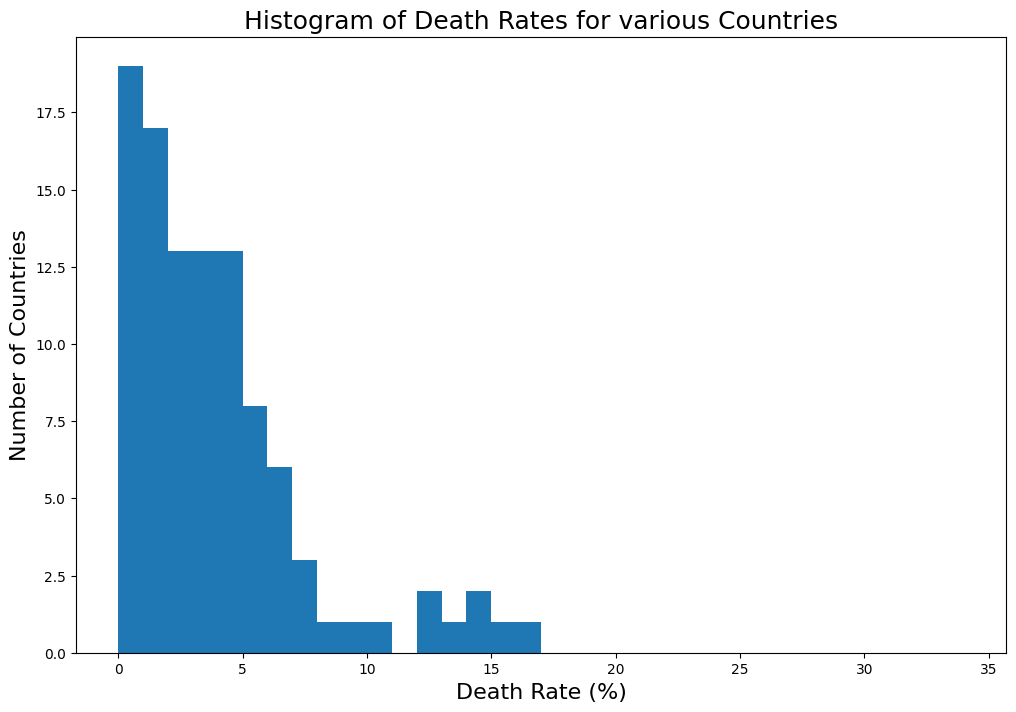 Histogram of Death Rates for various Countries
Number of Countries
17.5
15.0
12.5
10.0
7.5
5.0
2.5
0.0
0 5 10 15 20 25 30 35
Death Rate (%)